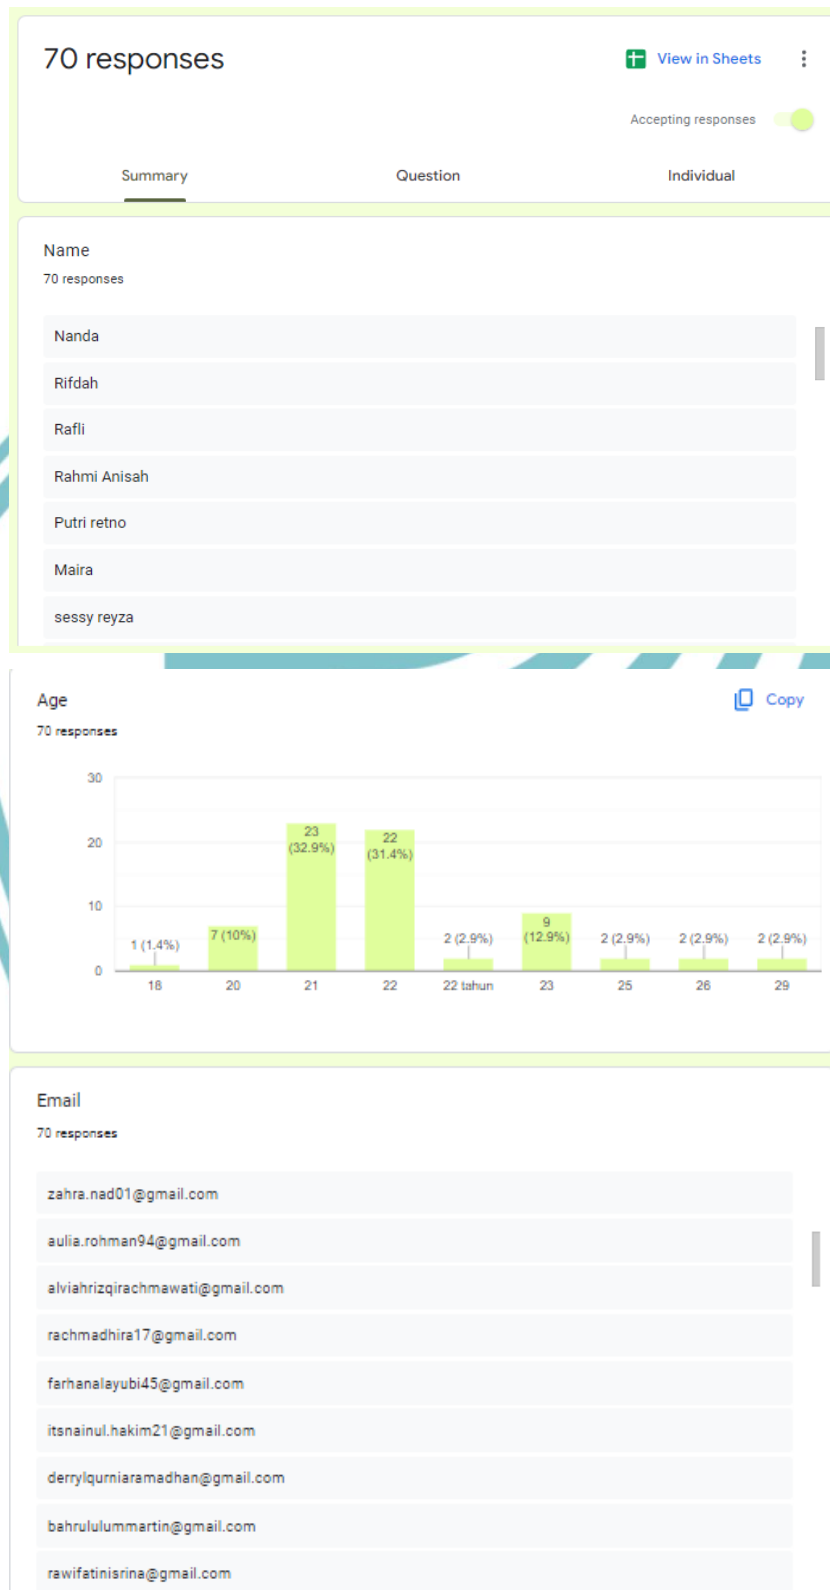 70 responses
View in Sheets
Accepting responses
Summary Question Individual
Name
70 responses
Nanda
Rifdah
Rafli
Rahmi Anisah
Putri retno
Maira
sessy reyza
Age
Copy
70 responses
30
20
10
0
1 (1.4%)
7 (10%)
23
(32.9%)
22
(31.4%)
2 (2.9%)
9
(12.9%)
2 (2.9%)
2 (2.9%)
2 (2.9%)
18 20 21 22 22 tahun 23 25 26 29
Email
70 responses
zahra.nad01@gmail.com
aulia.rohman94@gmail.com
alviahrizqirachmawati@gmail.com
rachmadhira17@gmail.com
farhanalayubi45@gmail.com
itsnainul.hakim21@gmail.com
derrylqurniaramadhan@gmail.com
bahrululummartin@gmail.com
rawifatinisrina@gmail.com